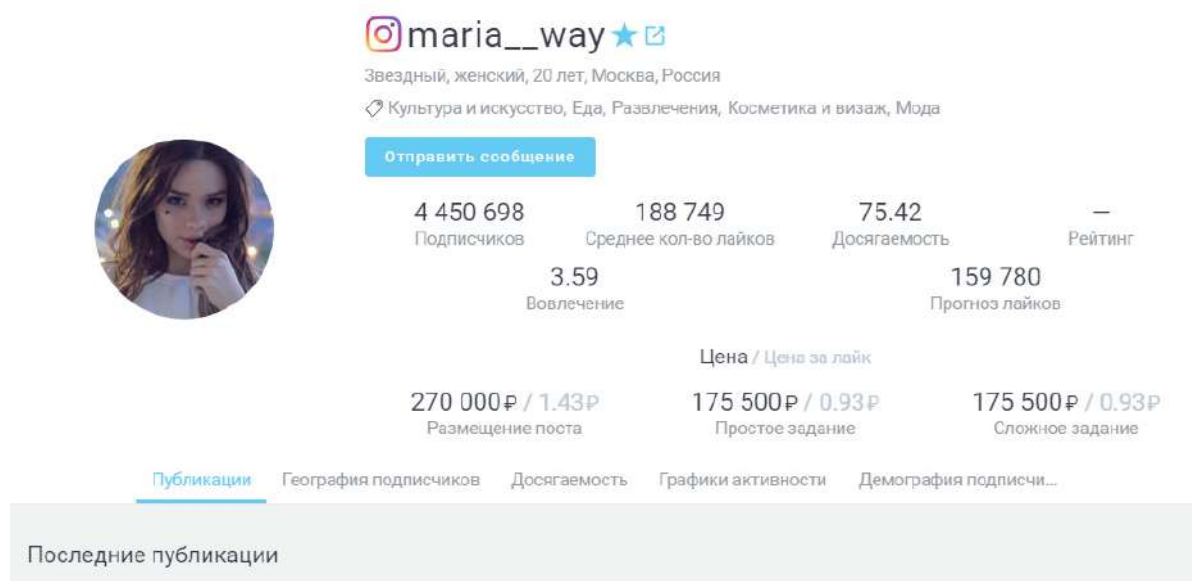 maria__way
Звездный, женский, 20 лет, Москва, Россия
Культура и искусство, Еда, Развлечения, Косметика и визаж, Мода
Отправить сообщение
4 450 698 188 749 75.42 —
Подписчиков Среднее кол-во лайков Досягаемость Рейтинг
3.59 159 780
Вовлечение Прогноз лайков
Цена / Цена за лайк
270 000₽ / 1.43₽ 175 500₽ / 0.93₽ 175 500₽ / 0.93₽
Размещение поста Простое задание Сложное задание
Публикации География подписчиков Досягаемость Графики активности Демография подписчи...
Последние публикации